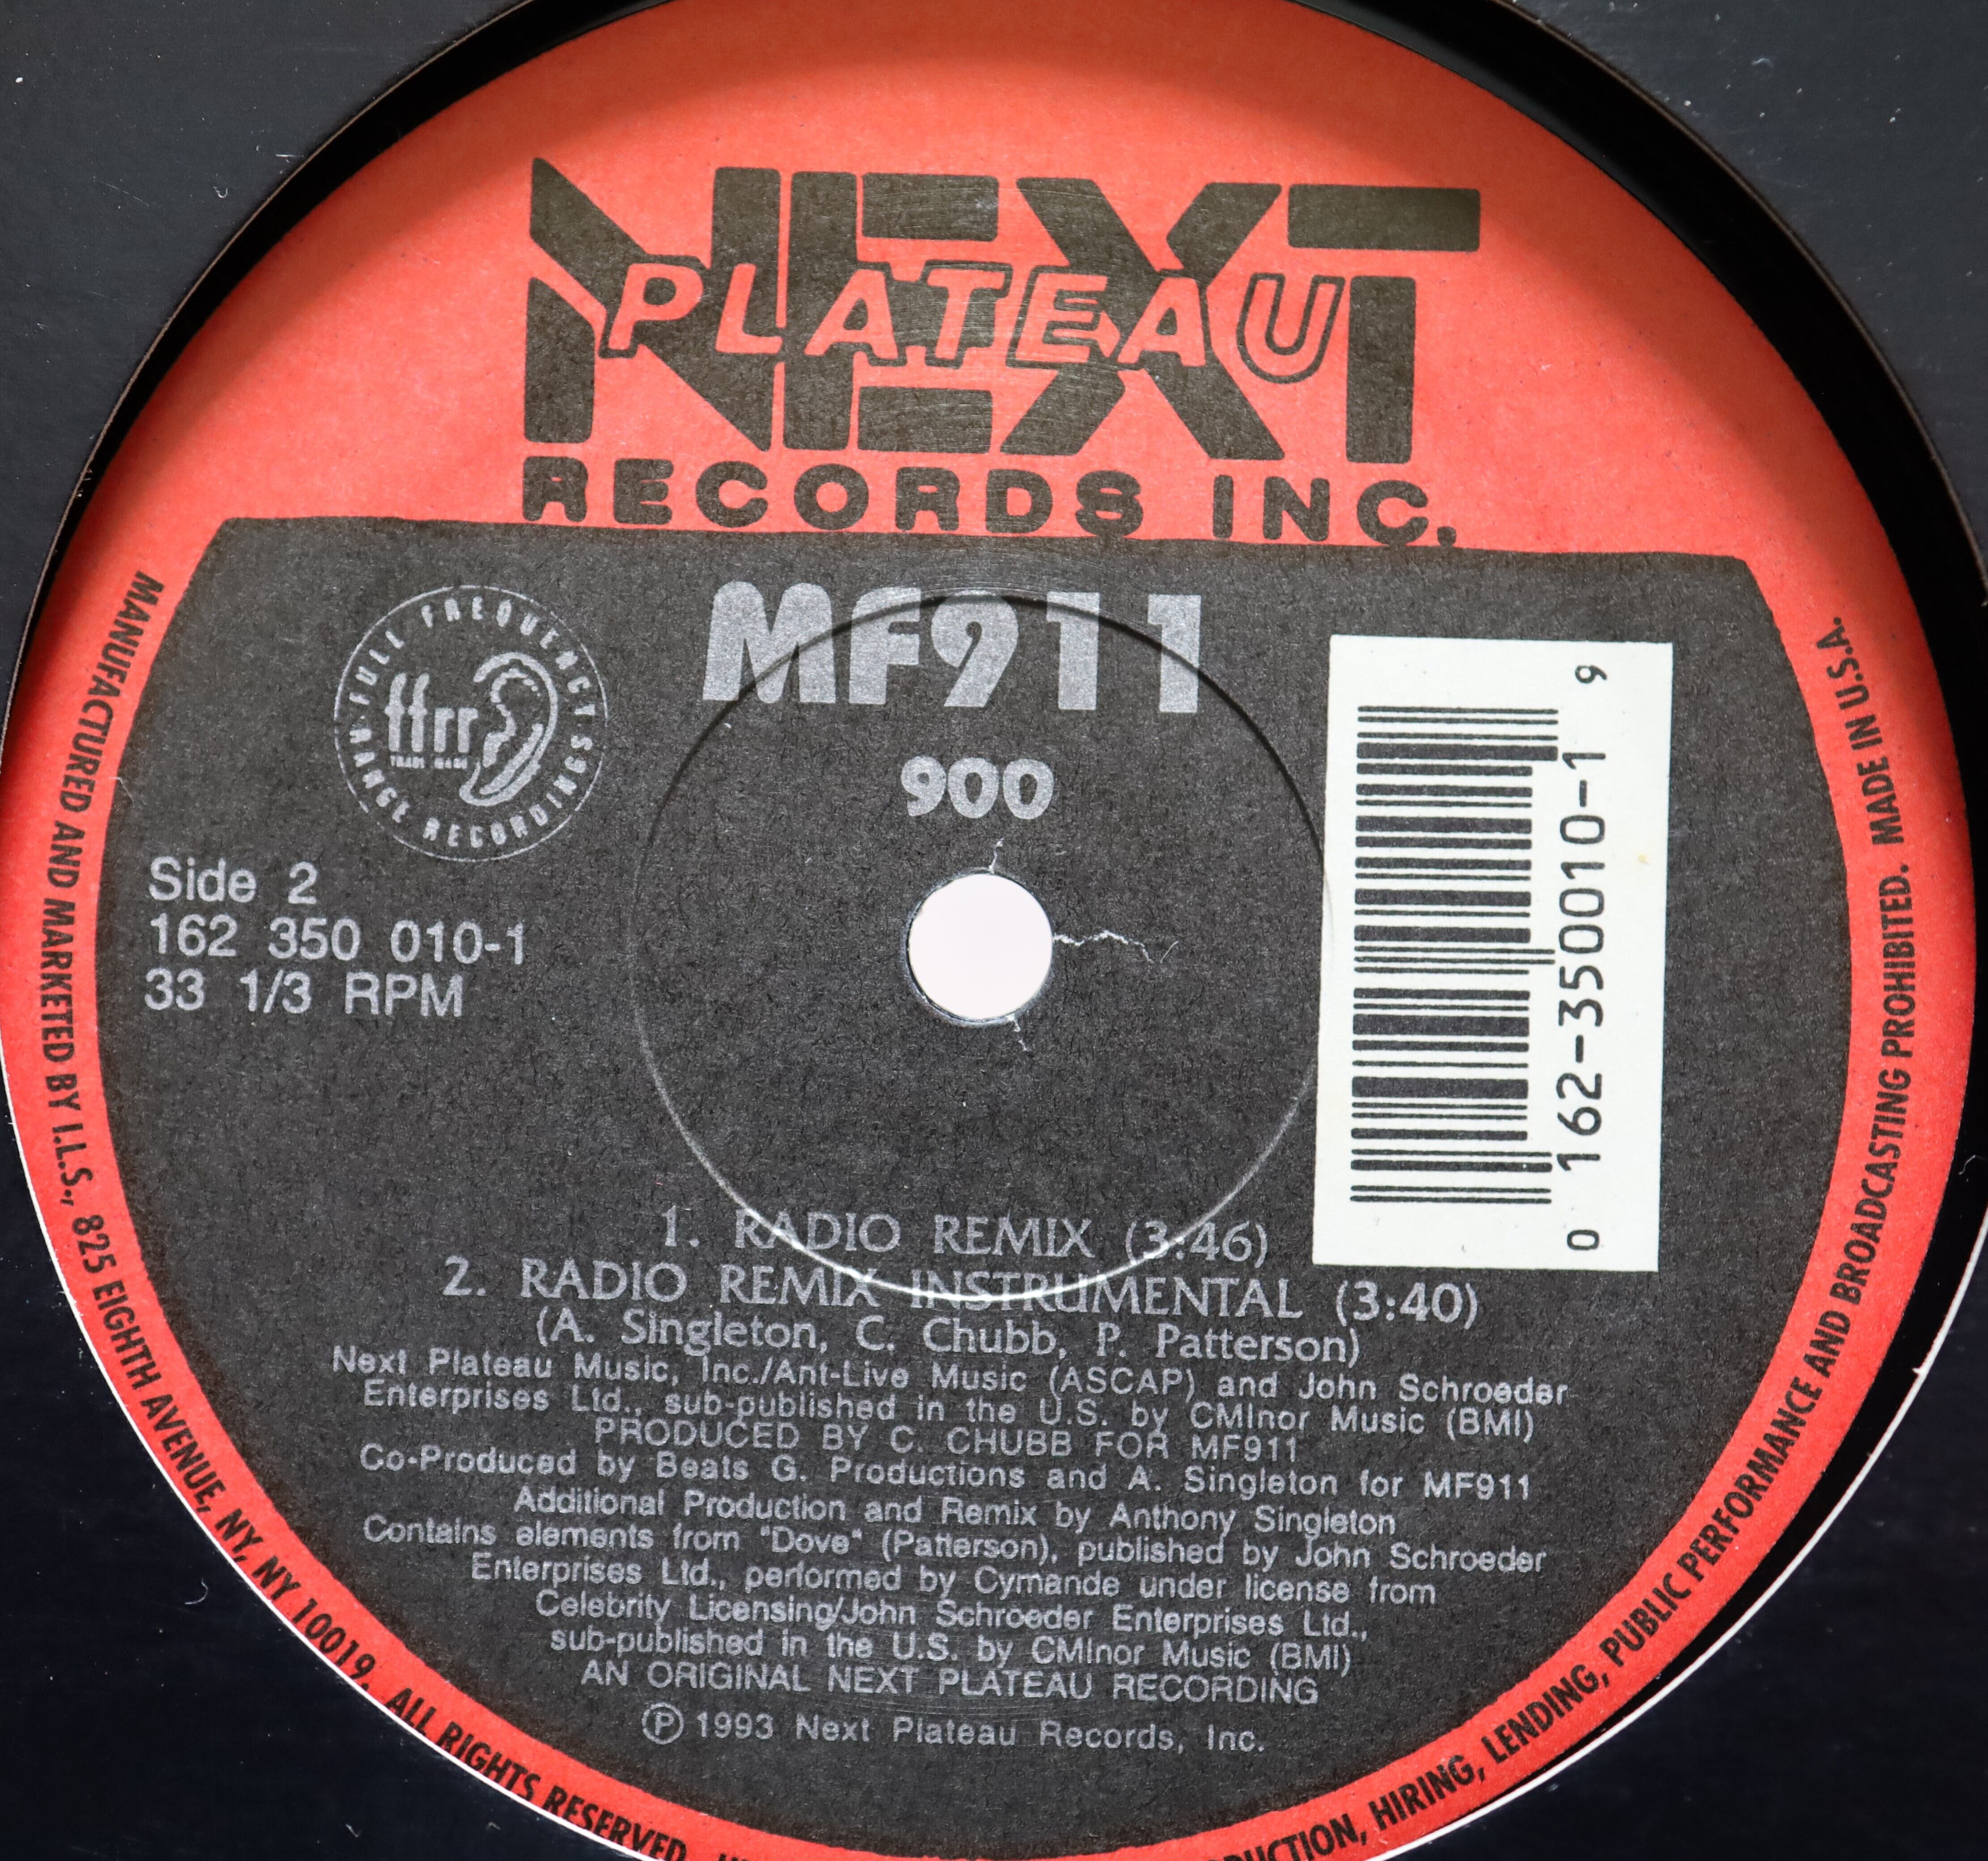 NEXT
PLATEAU
RECORDS INC.
MF911
900
FULL FREQUENCY
ffrr
TRADE MARK
RANGE RECORDINGS
Side 2
162 350 010-1
33 1/3 RPM
0 162-350010-1 9
1. RADIO REMIX (3:46)
2. RADIO REMIX INSTRUMENTAL (3:40)
(A. Singleton, C. Chubb, P. Patterson)
Next Plateau Music, Inc./Ant-Live Music (ASCAP) and John Schroeder
Enterprises Ltd., sub-published in the U.S. by CMinor Music (BMI)
PRODUCED BY C. CHUBB FOR MF911
Co-Produced by Beats G. Productions and A. Singleton for MF911
Additional Production and Remix by Anthony Singleton
Contains elements from "Dove" (Patterson), published by John Schroeder
Enterprises Ltd., performed by Cymande under license from
Celebrity Licensing/John Schroeder Enterprises Ltd.,
sub-published in the U.S. by CMinor Music (BMI)
AN ORIGINAL NEXT PLATEAU RECORDING
℗ 1993 Next Plateau Records, Inc.
MANUFACTURED AND MARKETED BY I.L.S., 825 EIGHTH AVENUE, NY, NY 10019. ALL RIGHTS RESERVED.
HIRING, LENDING, PUBLIC PERFORMANCE AND BROADCASTING PROHIBITED. MADE IN U.S.A.